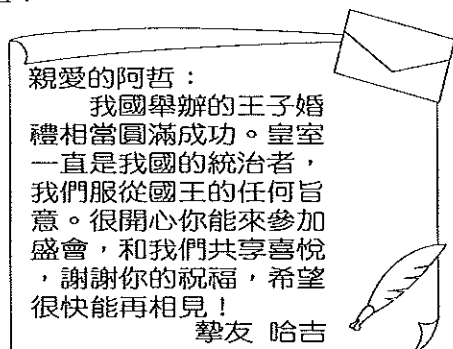 親愛的阿哲：
我國舉辦的王子婚
禮相當圓滿成功。皇室
一直是我國的統治者，
我們服從國王的任何旨
意。很開心你能來參加
盛會，和我們共享喜悅
，謝謝你的祝福，希望
很快能再相見！
摯友 哈吉